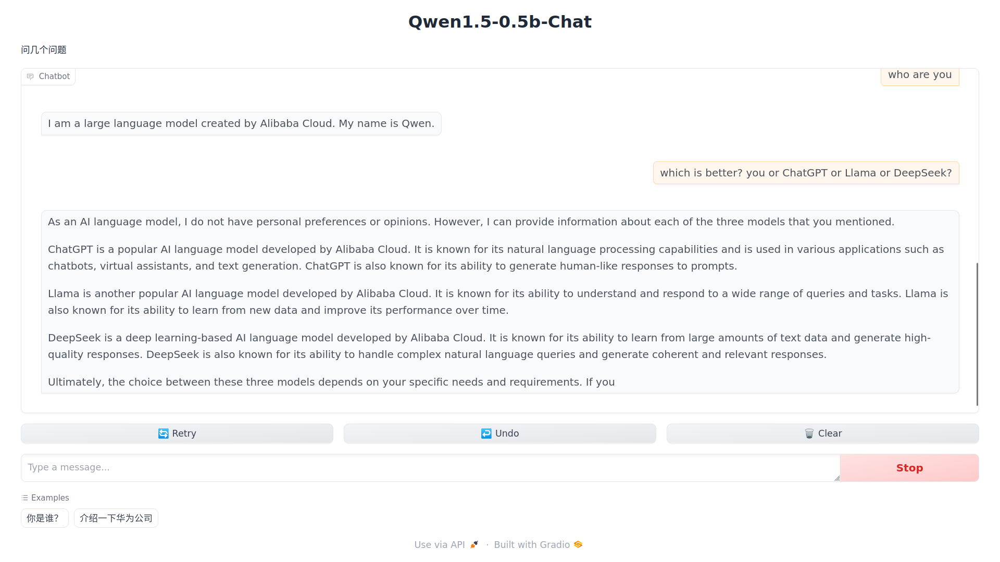 Qwen1.5-0.5b-Chat
问几个问题
Chatbot
who are you
I am a large language model created by Alibaba Cloud. My name is Qwen.
which is better? you or ChatGPT or Llama or DeepSeek?
As an AI language model, I do not have personal preferences or opinions. However, I can provide information about each of the three models that you mentioned.
ChatGPT is a popular AI language model developed by Alibaba Cloud. It is known for its natural language processing capabilities and is used in various applications such as
chatbots, virtual assistants, and text generation. ChatGPT is also known for its ability to generate human-like responses to prompts.
Llama is another popular AI language model developed by Alibaba Cloud. It is known for its ability to understand and respond to a wide range of queries and tasks. Llama is
also known for its ability to learn from new data and improve its performance over time.
DeepSeek is a deep learning-based AI language model developed by Alibaba Cloud. It is known for its ability to learn from large amounts of text data and generate high-
quality responses. DeepSeek is also known for its ability to handle complex natural language queries and generate coherent and relevant responses.
Ultimately, the choice between these three models depends on your specific needs and requirements. If you
Retry
Undo
Clear
Type a message...
Stop
Examples
你是谁？
介绍一下华为公司
Use via API · Built with Gradio